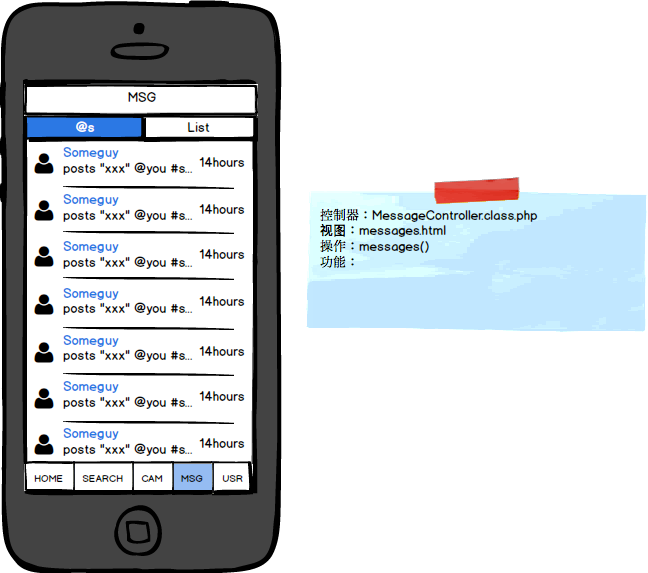 MSG
@s
List
Someguy
posts "xxx" @you #s...
14hours
Someguy
posts "xxx" @you #s...
14hours
Someguy
posts "xxx" @you #s...
14hours
Someguy
posts "xxx" @you #s...
14hours
Someguy
posts "xxx" @you #s...
14hours
Someguy
posts "xxx" @you #s...
14hours
Someguy
posts "xxx" @you #s...
14hours
HOME
SEARCH
CAM
MSG
USR
控制器：MessageController.class.php
视图：messages.html
操作：messages()
功能：